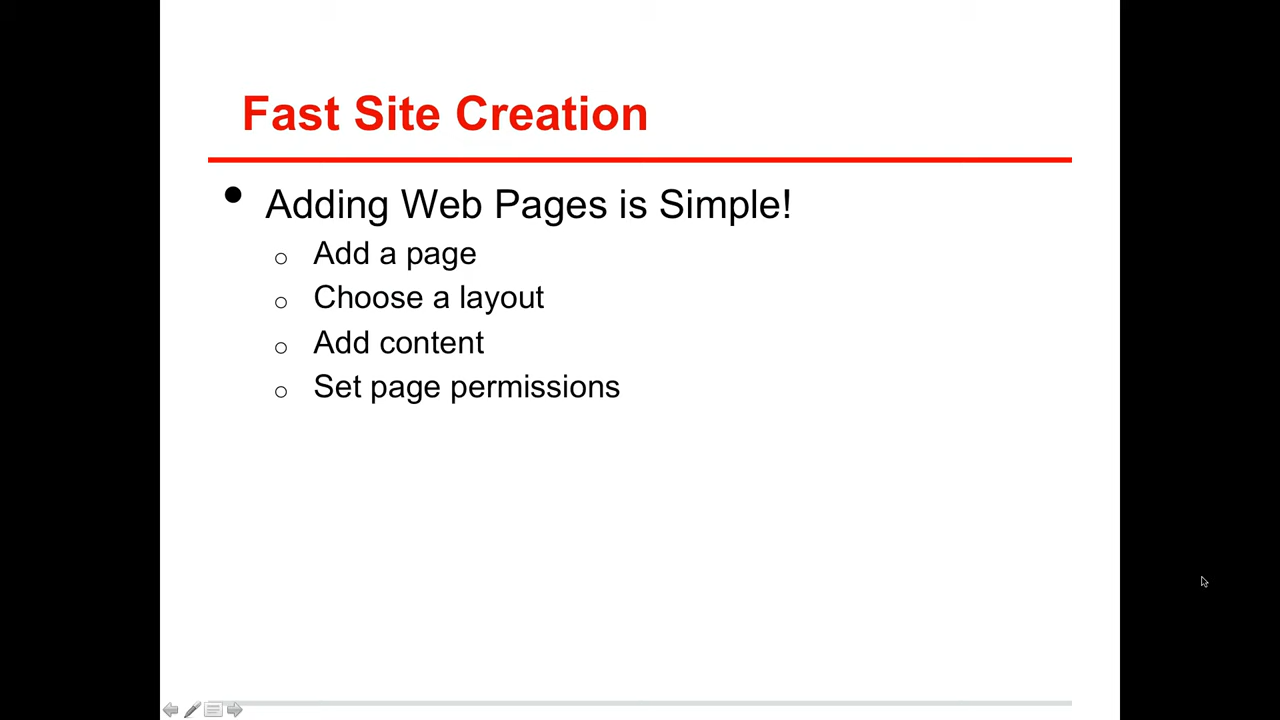 Fast Site Creation
• Adding Web Pages is Simple!
o Add a page
o Choose a layout
o Add content
o Set page permissions